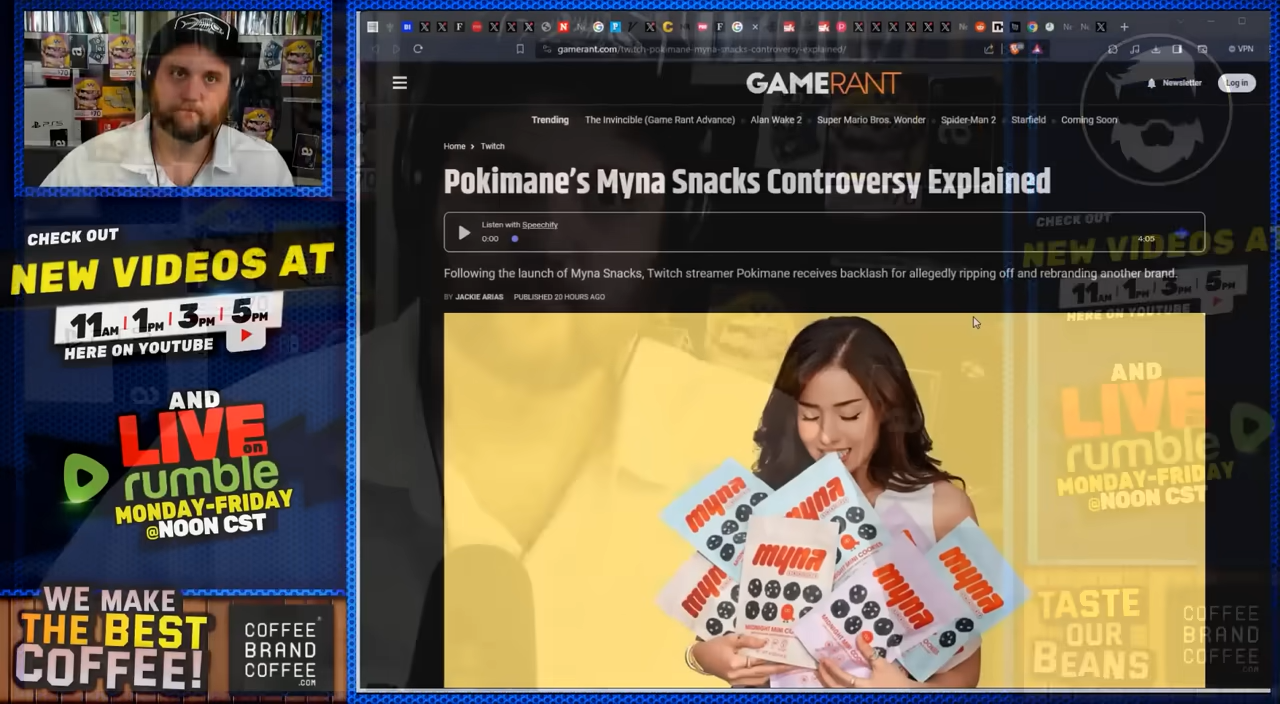 CHECK OUT
NEW VIDEOS AT
11AM | 1PM | 3PM | 5PM
HERE ON YOUTUBE
AND
LIVE on
rumble
MONDAY-FRIDAY
@NOON CST
WE MAKE
THE BEST
COFFEE!
COFFEE
BRAND
COFFEE
.COM
gamerant.com/twitch-pokimane-myna-snacks-controversy-explained/
VPN
GAMERANT
Newsletter
Log in
Trending The Invincible (Game Rant Advance) Alan Wake 2 Super Mario Bros. Wonder Spider-Man 2 Starfield Coming Soon
Home > Twitch
Pokimane's Myna Snacks Controversy Explained
Listen with Speechify
0:00
4:05
Following the launch of Myna Snacks, Twitch streamer Pokimane receives backlash for allegedly ripping off and rebranding another brand.
BY JACKIE ARIAS PUBLISHED 20 HOURS AGO
myna
myna
myna
myna
myna
myna
MIDNIGHT MINI COOKIES
CHECK OUT
NEW VIDEOS AT
11AM | 1PM | 3PM | 5PM
HERE ON YOUTUBE
AND
LIVE
rumble
MONDAY-FRIDAY
@NOON CST
TASTE
OUR
BEANS
COFFEE
BRAND
COFFEE
.COM